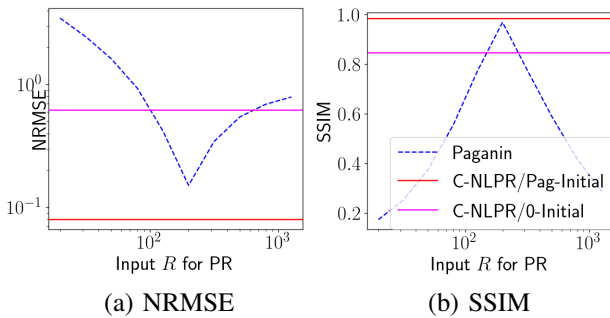 NRMSE
10^0
10^{-1}
10^2
10^3
Input R for PR
(a) NRMSE
SSIM
1.0
0.8
0.6
0.4
0.2
Paganin
C-NLPR/Pag-Initial
C-NLPR/0-Initial
10^2
10^3
Input R for PR
(b) SSIM